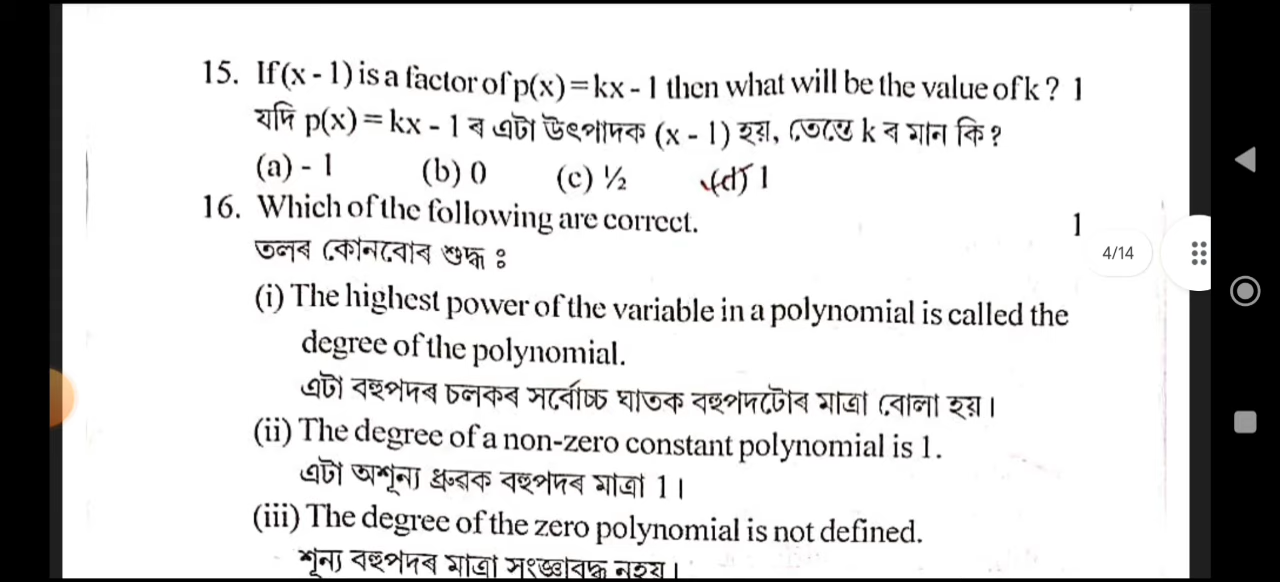 15. If (x - 1) is a factor of p(x) = kx - 1 then what will be the value of k ? 1
যদি p(x) = kx - 1 ৰ এটা উৎপাদক (x - 1) হয়, তেন্তে k ৰ মান কি ?
(a) - 1 (b) 0 (c) ½ (d) 1
16. Which of the following are correct. 1
তলৰ কোনবোৰ শুদ্ধ ঃ
4/14
(i) The highest power of the variable in a polynomial is called the
degree of the polynomial.
এটা বহুপদৰ চলকৰ সৰ্বোচ্চ ঘাতক বহুপদটোৰ মাত্ৰা বোলা হয়।
(ii) The degree of a non-zero constant polynomial is 1.
এটা অশূন্য ধ্ৰুৱক বহুপদৰ মাত্ৰা 1।
(iii) The degree of the zero polynomial is not defined.
শূন্য বহুপদৰ মাত্ৰা সংজ্ঞাবদ্ধ নহয়।